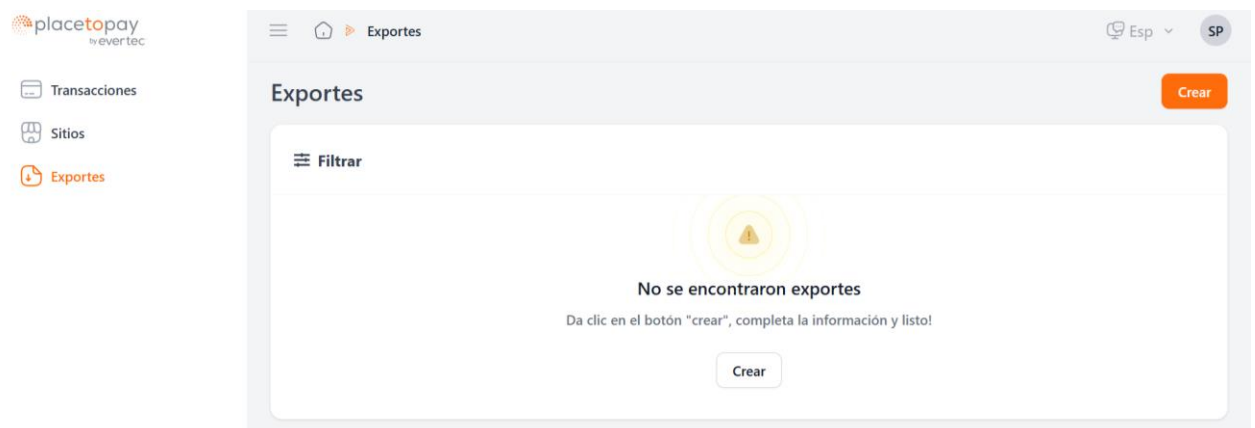 placetopay
by evertec
Transacciones
Sitios
Exportes
Exportes
Esp
SP
Exportes
Crear
Filtrar
No se encontraron exportes
Da clic en el botón "crear", completa la información y listo!
Crear